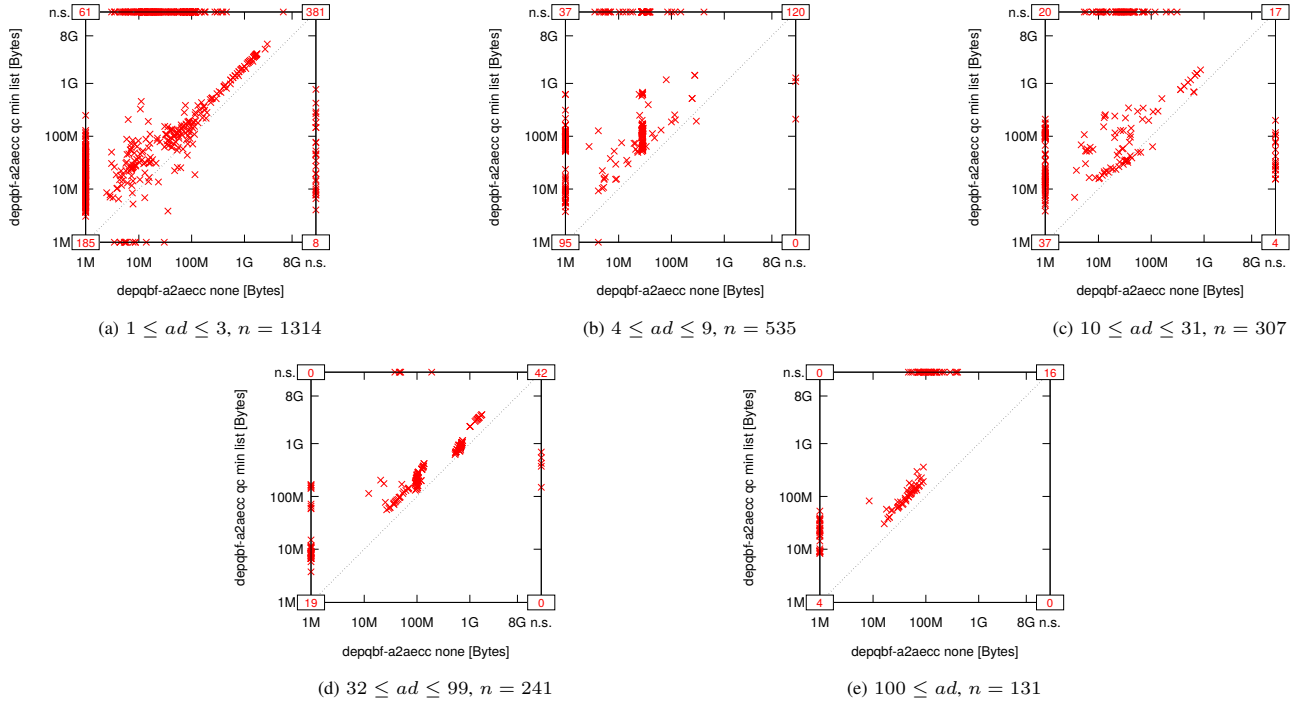 n.s.
8G
1G
100M
10M
1M
61
381
185
8
1M
10M
100M
1G
8G n.s.
depqbf-a2aecc qc min list [Bytes]
depqbf-a2aecc none [Bytes]
(a) 1 ≤ ad ≤ 3, n = 1314
n.s.
8G
1G
100M
10M
1M
37
120
95
0
1M
10M
100M
1G
8G n.s.
depqbf-a2aecc qc min list [Bytes]
depqbf-a2aecc none [Bytes]
(b) 4 ≤ ad ≤ 9, n = 535
n.s.
8G
1G
100M
10M
1M
20
17
37
4
1M
10M
100M
1G
8G n.s.
depqbf-a2aecc qc min list [Bytes]
depqbf-a2aecc none [Bytes]
(c) 10 ≤ ad ≤ 31, n = 307
n.s.
8G
1G
100M
10M
1M
0
42
19
0
1M
10M
100M
1G
8G n.s.
depqbf-a2aecc qc min list [Bytes]
depqbf-a2aecc none [Bytes]
(d) 32 ≤ ad ≤ 99, n = 241
n.s.
8G
1G
100M
10M
1M
0
16
4
0
1M
10M
100M
1G
8G n.s.
depqbf-a2aecc qc min list [Bytes]
depqbf-a2aecc none [Bytes]
(e) 100 ≤ ad, n = 131